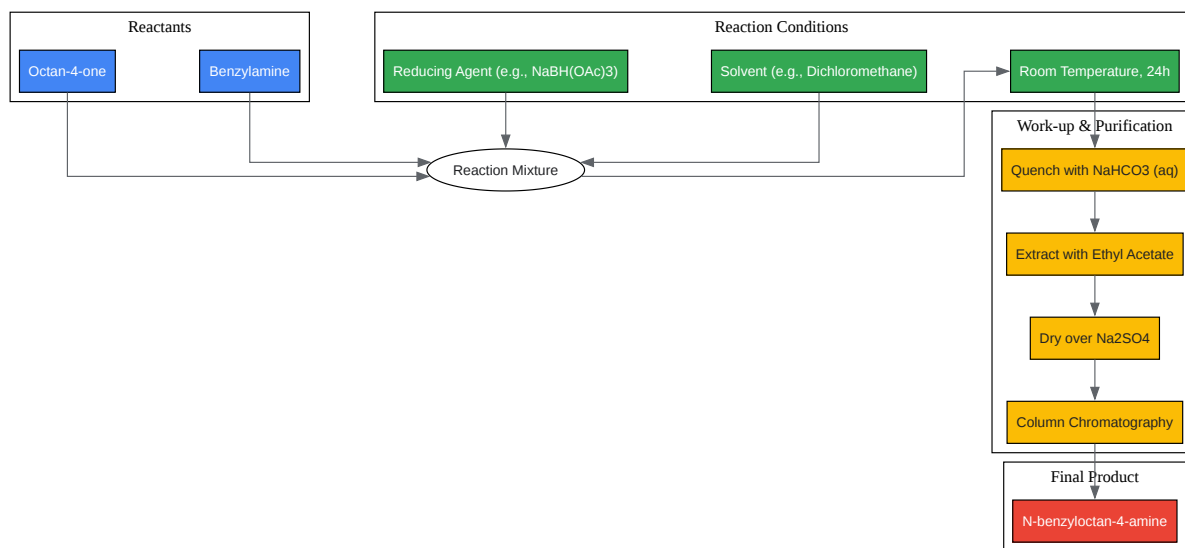 Reactants
Reaction Conditions
Octan-4-one
Benzylamine
Reducing Agent (e.g., NaBH(OAc)3)
Solvent (e.g., Dichloromethane)
Room Temperature, 24h
Work-up & Purification
Reaction Mixture
Quench with NaHCO3 (aq)
Extract with Ethyl Acetate
Dry over Na2SO4
Column Chromatography
Final Product
N-benzyloctan-4-amine